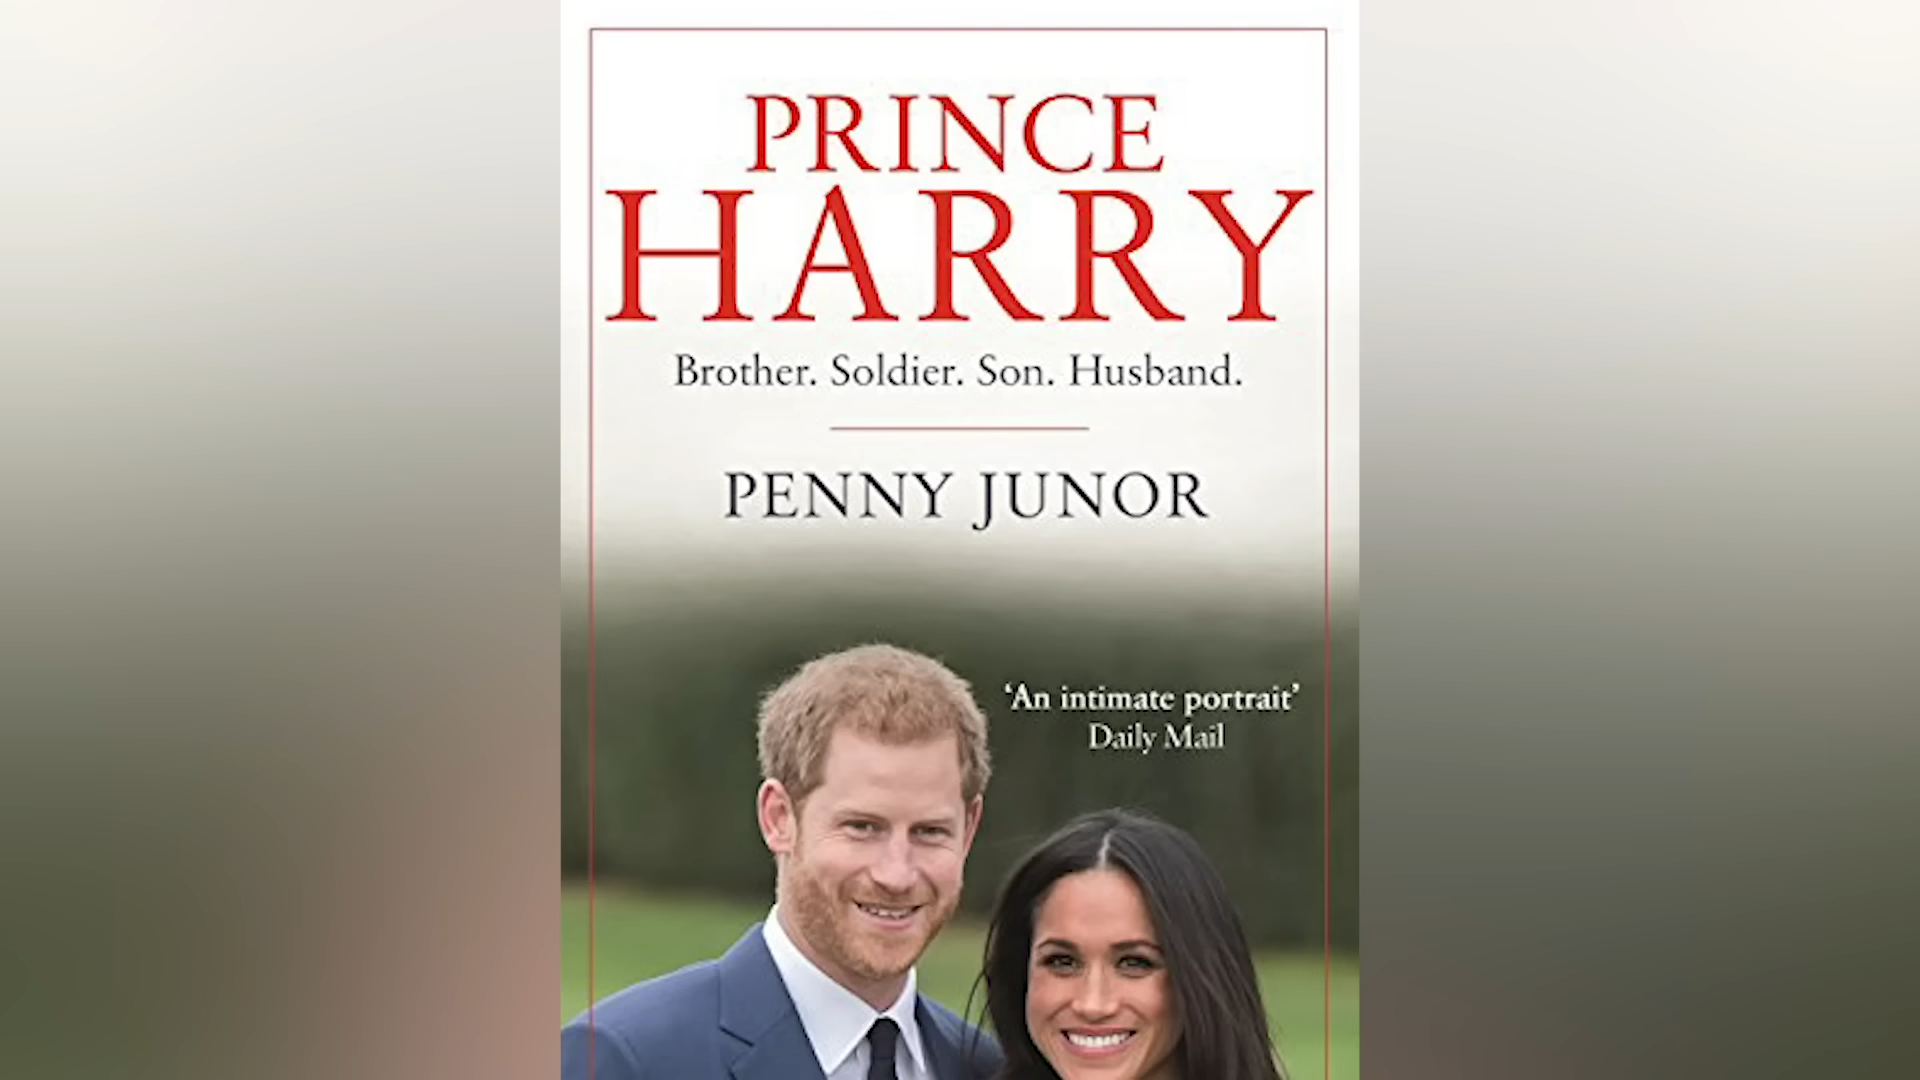 PRINCE
HARRY
Brother. Soldier. Son. Husband.
PENNY JUNOR
‘An intimate portrait’
Daily Mail